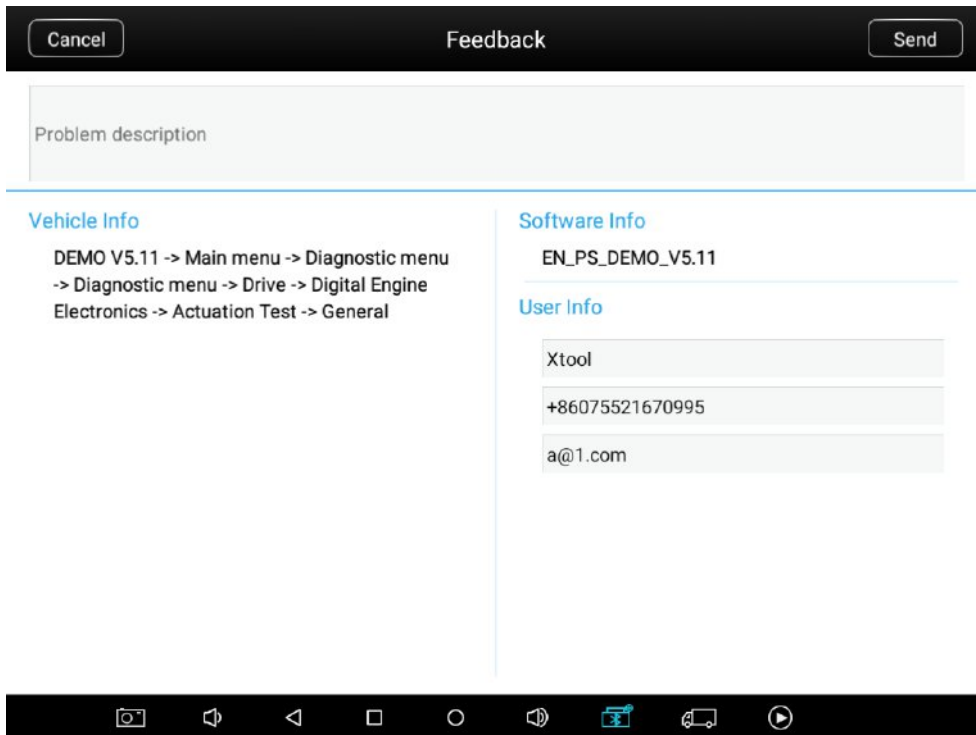 Cancel
Feedback
Send
Problem description
Vehicle Info
DEMO V5.11 -> Main menu -> Diagnostic menu
-> Diagnostic menu -> Drive -> Digital Engine
Electronics -> Actuation Test -> General
Software Info
EN_PS_DEMO_V5.11
User Info
Xtool
+86075521670995
a@1.com